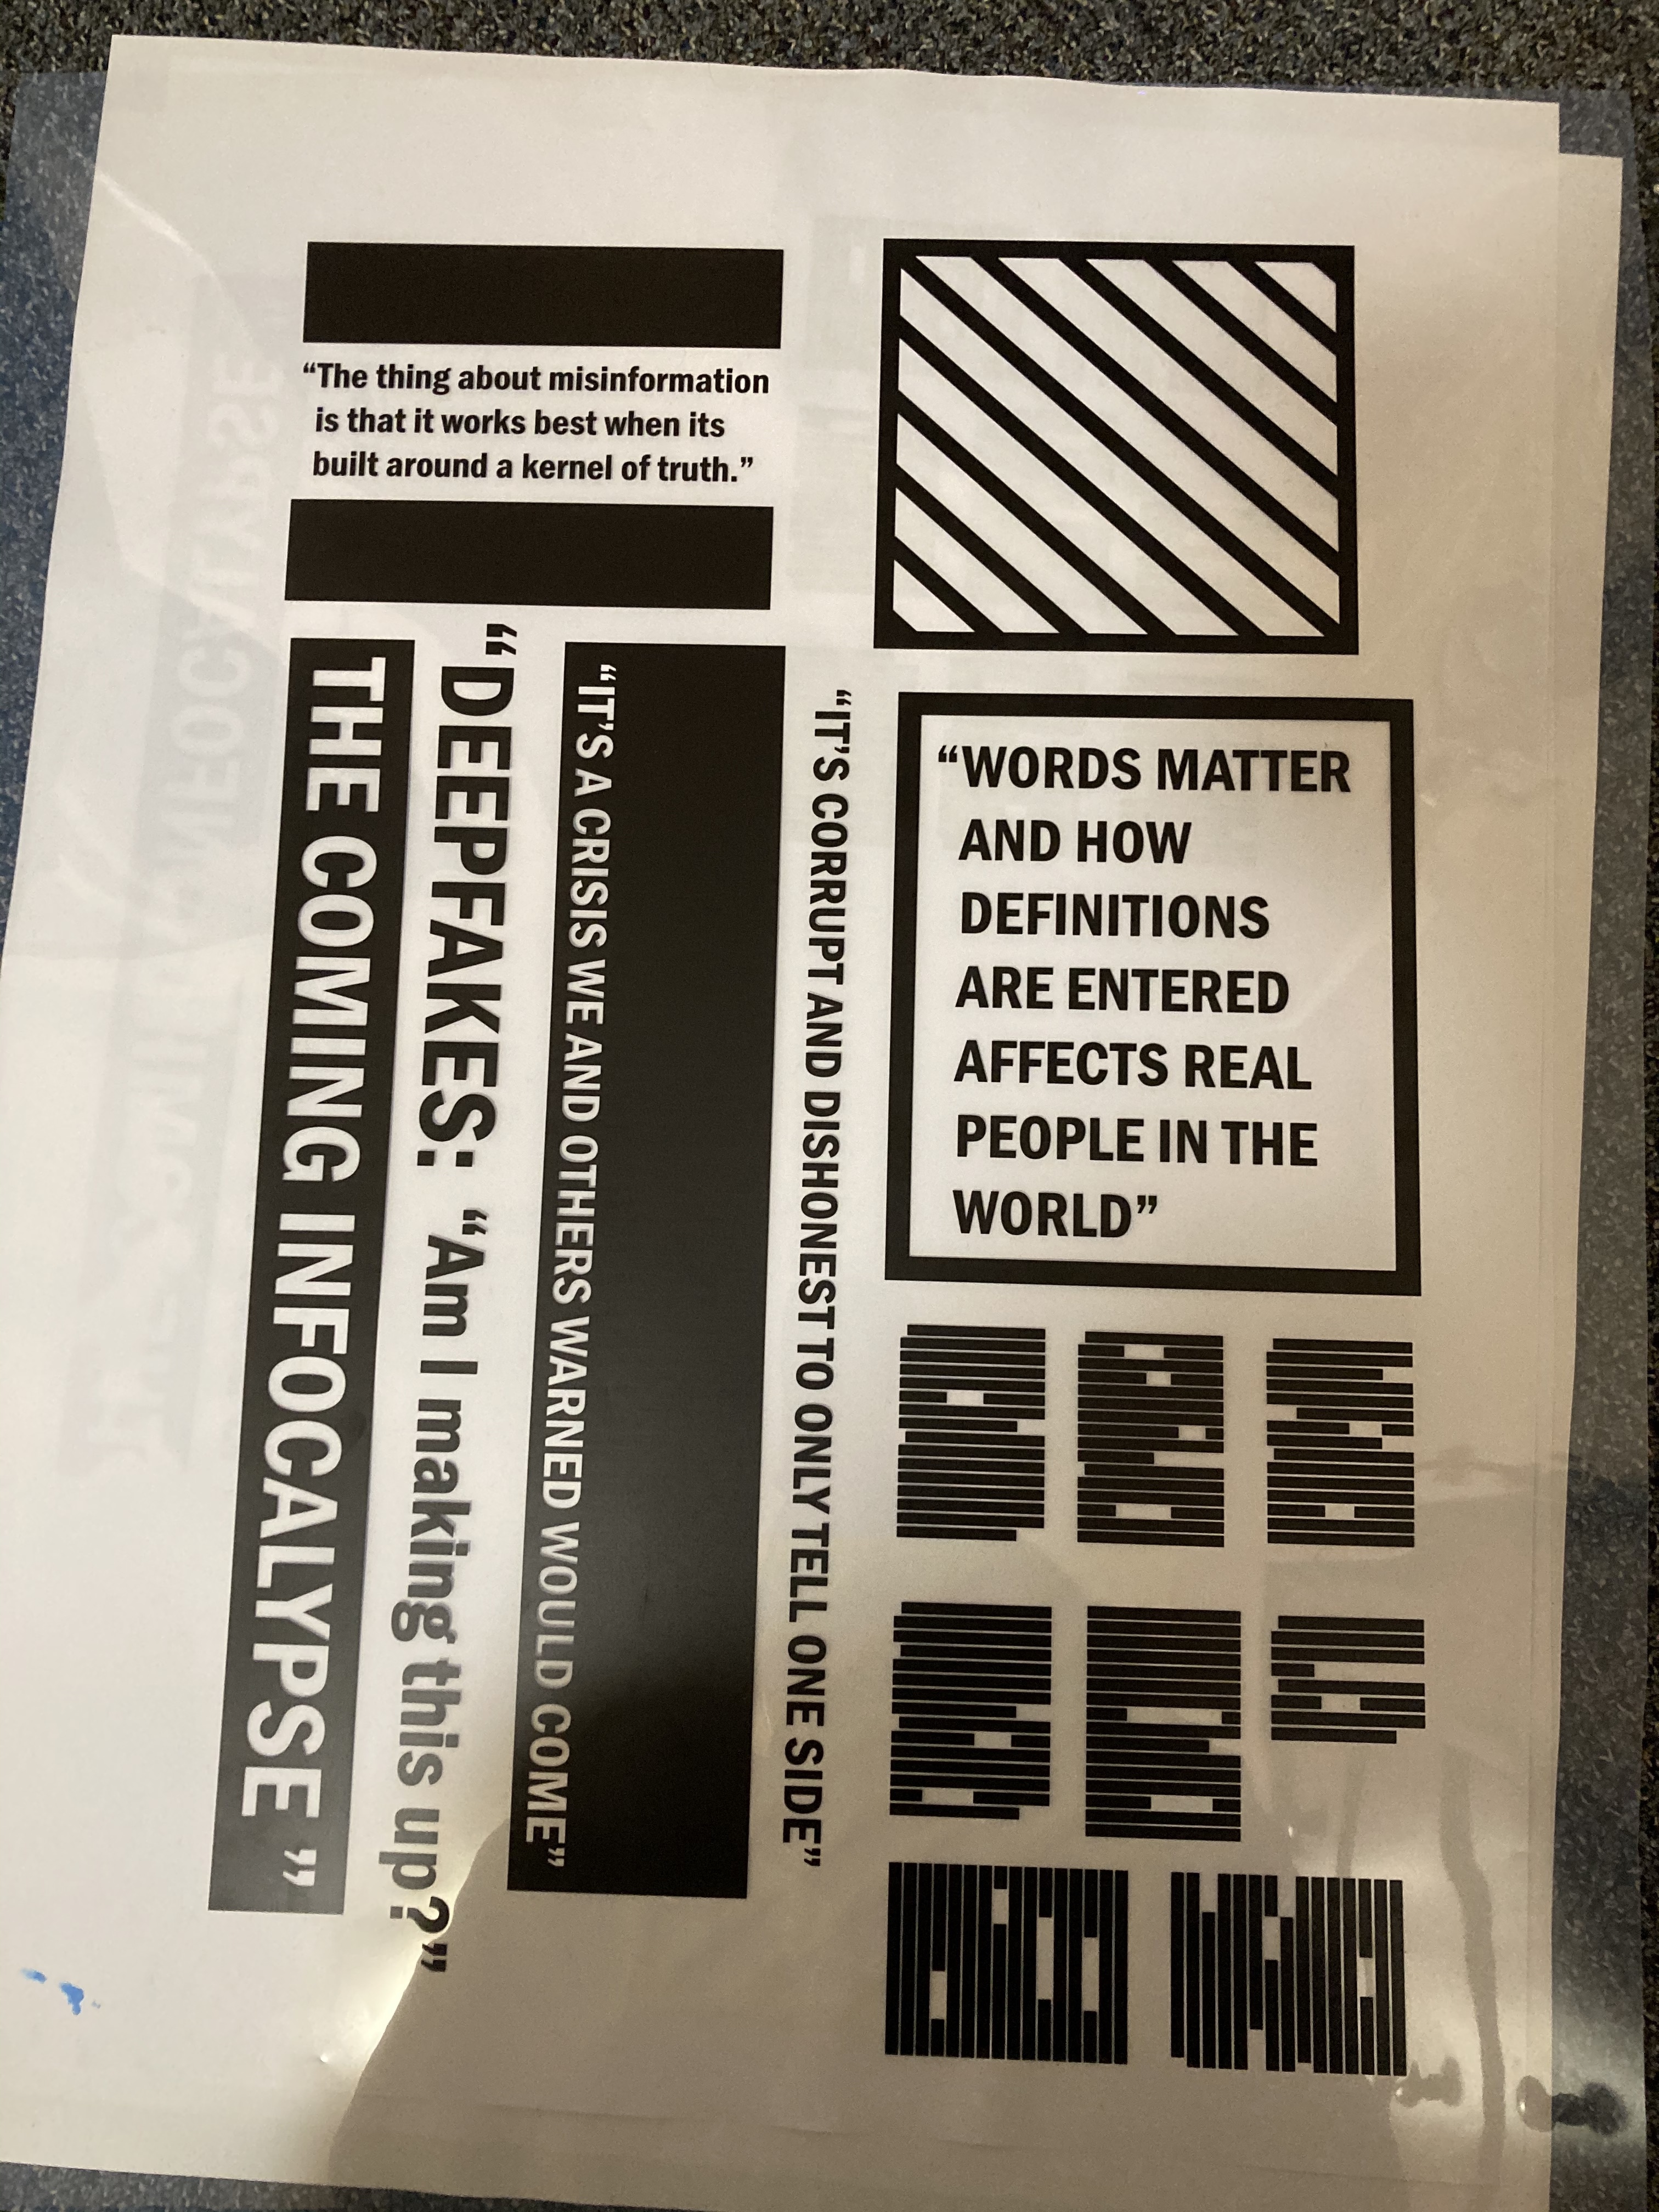 “The thing about misinformation
is that it works best when its
built around a kernel of truth.”
“WORDS MATTER
AND HOW
DEFINITIONS
ARE ENTERED
AFFECTS REAL
PEOPLE IN THE
WORLD”
“IT’S CORRUPT AND DISHONEST TO ONLY TELL ONE SIDE”
“IT’S A CRISIS WE AND OTHERS WARNED WOULD COME”
“DEEPFAKES: “Am I making this up?”
THE COMING INFOCALYPSE ”